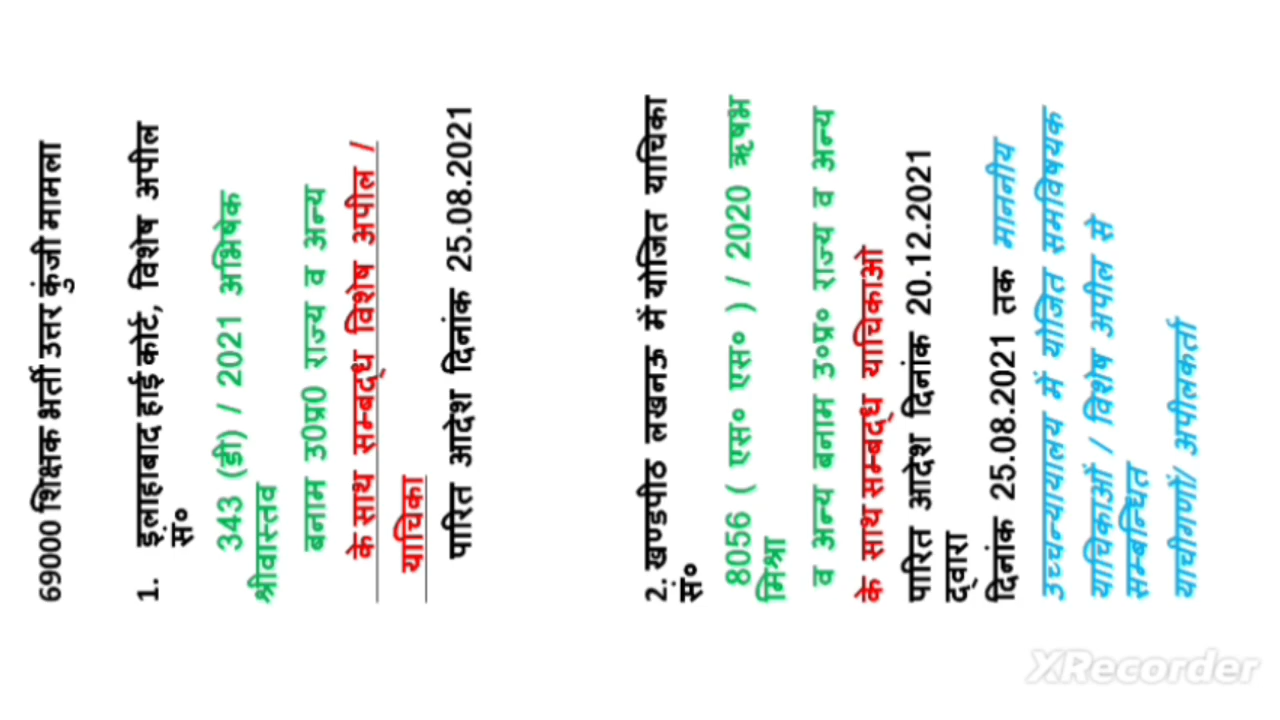 69000 शिक्षक भर्ती उत्तर कुंजी मामला
1. इलाहाबाद हाई कोर्ट, विशेष अपील
सं०
343 (डी) / 2021 अभिषेक
श्रीवास्तव
बनाम उ0प्र0 राज्य व अन्य
के साथ सम्बद्ध विशेष अपील /
याचिका
पारित आदेश दिनांक 25.08.2021
2. खण्डपीठ लखनऊ में योजित याचिका
सं०
8056 ( एस० एस० ) / 2020 ऋषभ
मिश्रा
व अन्य बनाम उ०प्र० राज्य व अन्य
के साथ सम्बद्ध याचिकाओ
पारित आदेश दिनांक 20.12.2021
द्वारा
दिनांक 25.08.2021 तक माननीय
उच्चन्यायालय में योजित समविषयक
याचिकाओं / विशेष अपील से
सम्बन्धित
याचीगणों/ अपीलकर्ता
XRecorder